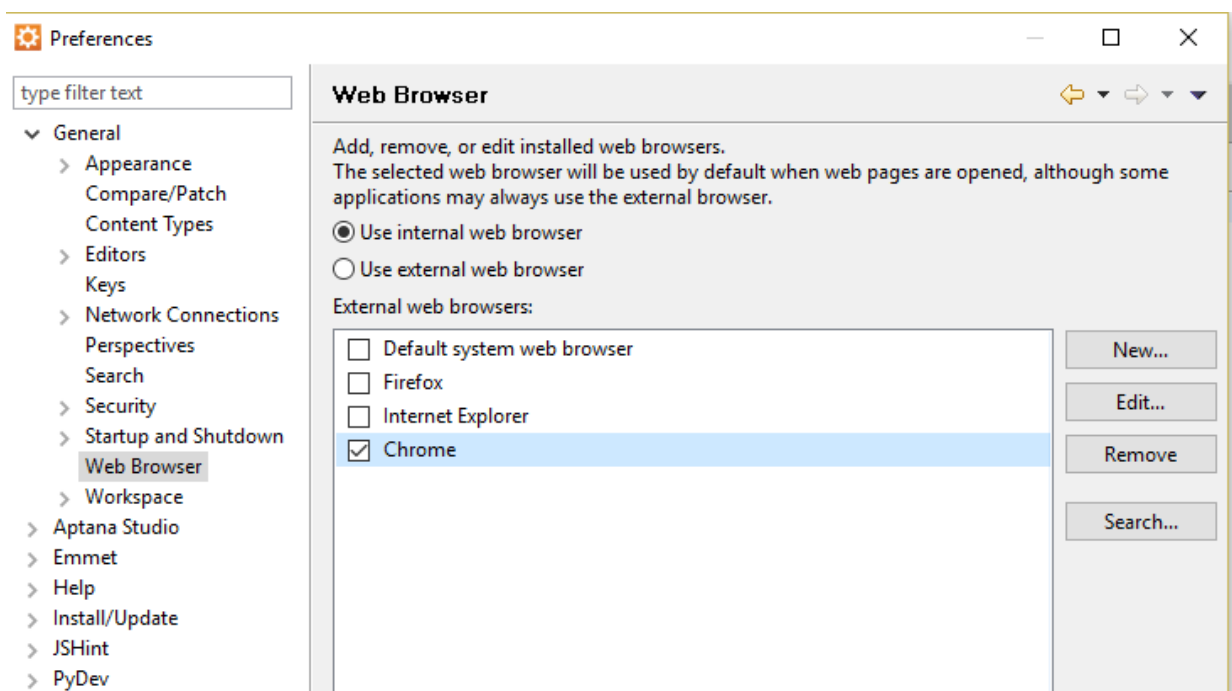 Preferences
type filter text
General
Appearance
Compare/Patch
Content Types
Editors
Keys
Network Connections
Perspectives
Search
Security
Startup and Shutdown
Web Browser
Workspace
Aptana Studio
Emmet
Help
Install/Update
JSHint
PyDev
Web Browser
Add, remove, or edit installed web browsers.
The selected web browser will be used by default when web pages are opened, although some
applications may always use the external browser.
Use internal web browser
Use external web browser
External web browsers:
Default system web browser
Firefox
Internet Explorer
Chrome
New...
Edit...
Remove
Search...